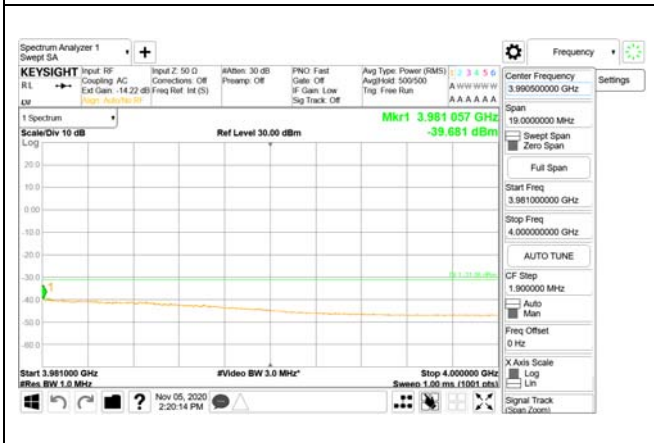 Spectrum Analyzer 1
Swept SA
+
Frequency
KEYSIGHT
RL
Input: RF
Coupling: AC
Ext Gain: -14.22 dB
Align: Auto/No RF
Input Z: 50 Ω
Corrections: Off
Freq Ref: Int (S)
#Atten: 30 dB
Preamp: Off
PNO: Fast
Gate: Off
IF Gain: Low
Sig Track: Off
Avg Type: Power (RMS)
Avg|Hold: 500/500
Trig: Free Run
1 2 3 4 5 6
A W W W W W
A A A A A A
1 Spectrum
Scale/Div 10 dB
Log
Ref Level 30.00 dBm
Mkr1 3.981 057 GHz
-39.681 dBm
20.0
10.0
0.00
-10.0
-20.0
-30.0
-40.0
-50.0
-60.0
1
Start 3.981000 GHz
#Res BW 1.0 MHz
#Video BW 3.0 MHz*
Stop 4.000000 GHz
Sweep 1.00 ms (1001 pts)
Nov 05, 2020
2:20:14 PM
Center Frequency
3.990500000 GHz
Settings
Span
19.0000000 MHz
Swept Span
Zero Span
Full Span
Start Freq
3.981000000 GHz
Stop Freq
4.000000000 GHz
AUTO TUNE
CF Step
1.900000 MHz
Auto
Man
Freq Offset
0 Hz
X Axis Scale
Log
Lin
Signal Track
(Span Zoom)